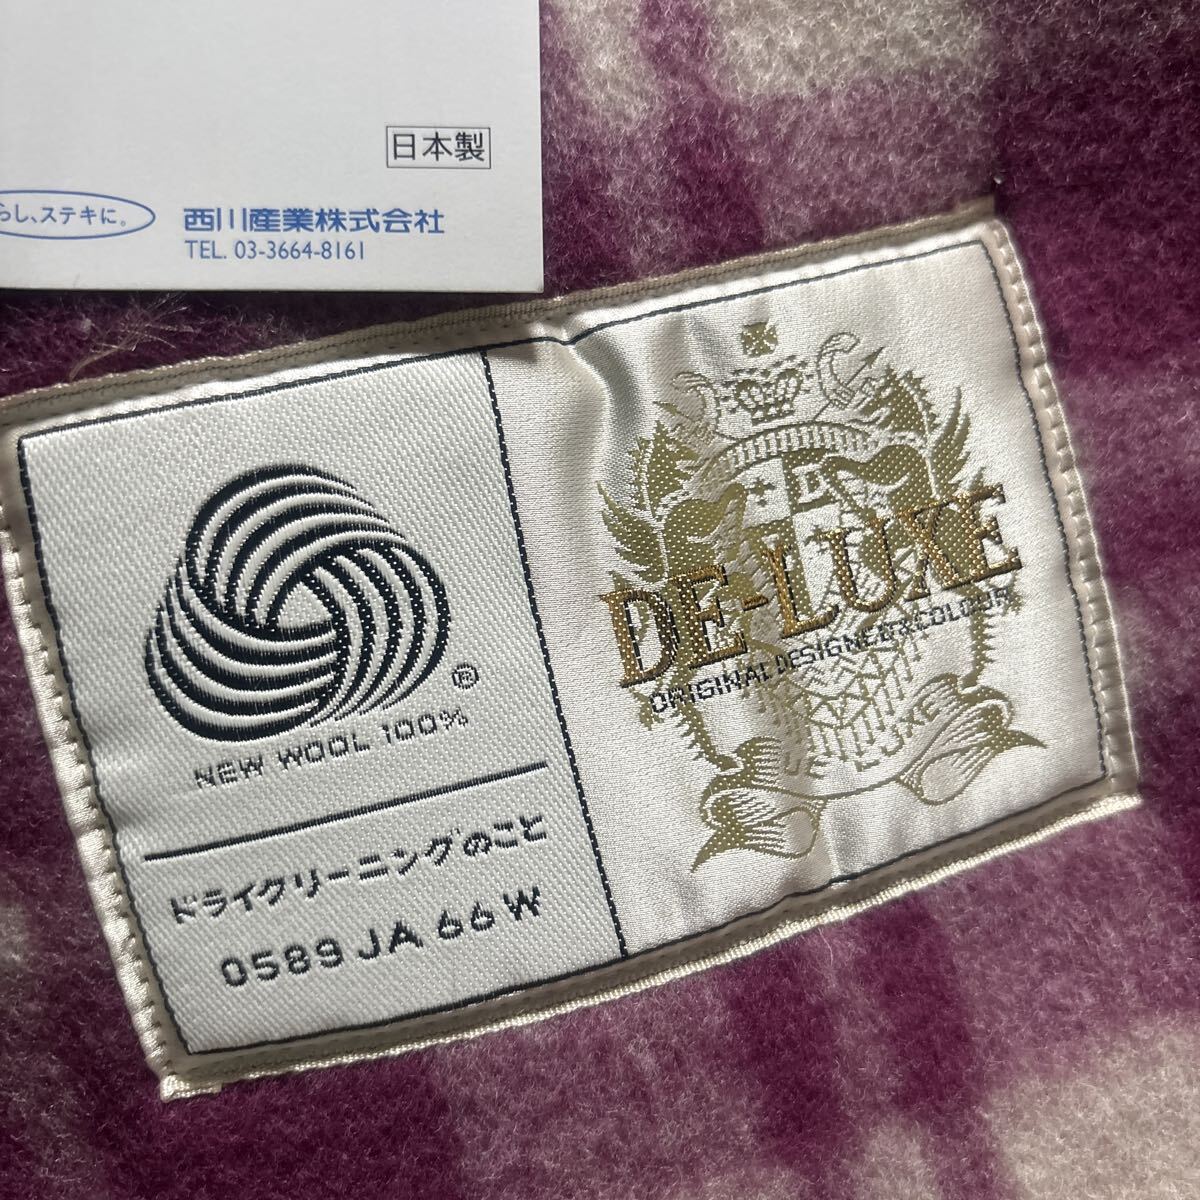 日本製
らし、ステキに。
西川産業株式会社
TEL. 03-3664-8161
®
NEW WOOL 100%
ドライクリーニングのこと
0589 JA 66 W
D
DE-LUXE
ORIGINAL DESIGNED & COLOUR
LUXE